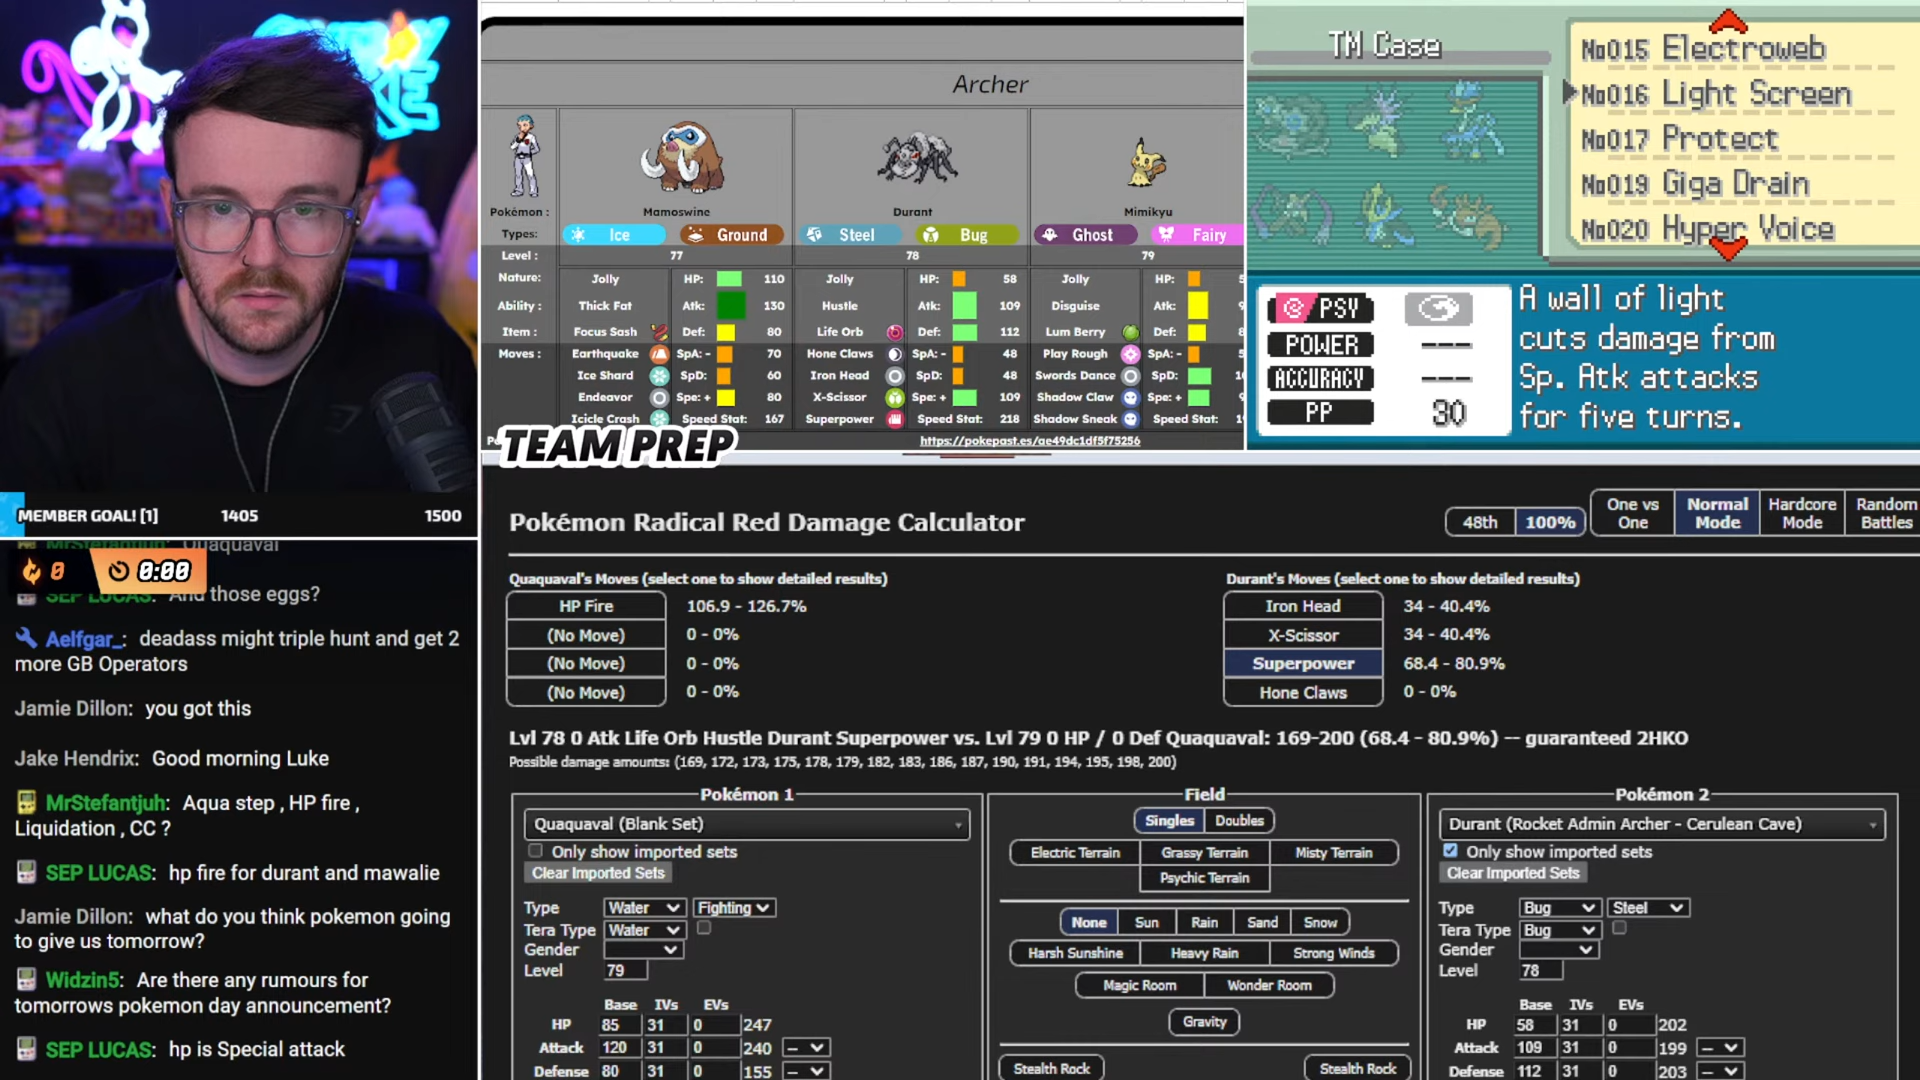 MEMBER GOAL! [1] 1405 1500
MrStefantjuh: Quaquaval
0 0:00
SEP LUCAS: And those eggs?
Aelfgar_: deadass might triple hunt and get 2
more GB Operators
Jamie Dillon: you got this
Jake Hendrix: Good morning Luke
MrStefantjuh: Aqua step , HP fire ,
Liquidation , CC ?
SEP LUCAS: hp fire for durant and mawalie
Jamie Dillon: what do you think pokemon going
to give us tomorrow?
Widzin5: Are there any rumours for
tomorrows pokemon day announcement?
SEP LUCAS: hp is Special attack
Archer
Pokémon : Mamoswine Durant Mimikyu
Types: Ice Ground Steel Bug Ghost Fairy
Level : 77 78 79
Nature: Jolly HP: 110 Jolly HP: 58 Jolly HP:
Ability : Thick Fat Atk: 130 Hustle Atk: 109 Disguise Atk:
Item : Focus Sash Def: 80 Life Orb Def: 112 Lum Berry Def:
Moves : Earthquake SpA: - 70 Hone Claws SpA: - 48 Play Rough SpA: -
Ice Shard SpD: 60 Iron Head SpD: 48 Swords Dance SpD:
Endeavor Spe: + 80 X-Scissor Spe: + 109 Shadow Claw Spe: +
Icicle Crash Speed Stat: 167 Superpower Speed Stat: 218 Shadow Sneak Speed Stat:
https://pokepast.es/ae49dc1df5f75256
TEAM PREP
TM Case
No015 Electroweb
No016 Light Screen
No017 Protect
No019 Giga Drain
No020 Hyper Voice
PSY
POWER ---
ACCURACY ---
PP 30
A wall of light
cuts damage from
Sp. Atk attacks
for five turns.
Pokémon Radical Red Damage Calculator
48th 100% One vs One Normal Mode Hardcore Mode Random Battles
Quaquaval's Moves (select one to show detailed results)
HP Fire 106.9 - 126.7%
(No Move) 0 - 0%
(No Move) 0 - 0%
(No Move) 0 - 0%
Durant's Moves (select one to show detailed results)
Iron Head 34 - 40.4%
X-Scissor 34 - 40.4%
Superpower 68.4 - 80.9%
Hone Claws 0 - 0%
Lvl 78 0 Atk Life Orb Hustle Durant Superpower vs. Lvl 79 0 HP / 0 Def Quaquaval: 169-200 (68.4 - 80.9%) -- guaranteed 2HKO
Possible damage amounts: (169, 172, 173, 175, 178, 179, 182, 183, 186, 187, 190, 191, 194, 195, 198, 200)
Pokémon 1
Quaquaval (Blank Set)
Only show imported sets
Clear Imported Sets
Type Water Fighting
Tera Type Water
Gender
Level 79
Base IVs EVs
HP 85 31 0 247
Attack 120 31 0 240 --
Defense 80 31 0 155 --
Field
Singles Doubles
Electric Terrain Grassy Terrain Misty Terrain
Psychic Terrain
None Sun Rain Sand Snow
Harsh Sunshine Heavy Rain Strong Winds
Magic Room Wonder Room
Gravity
Stealth Rock Stealth Rock
Pokémon 2
Durant (Rocket Admin Archer - Cerulean Cave)
Only show imported sets
Clear Imported Sets
Type Bug Steel
Tera Type Bug
Gender
Level 78
Base IVs EVs
HP 58 31 0 202
Attack 109 31 0 199 --
Defense 112 31 0 203 --